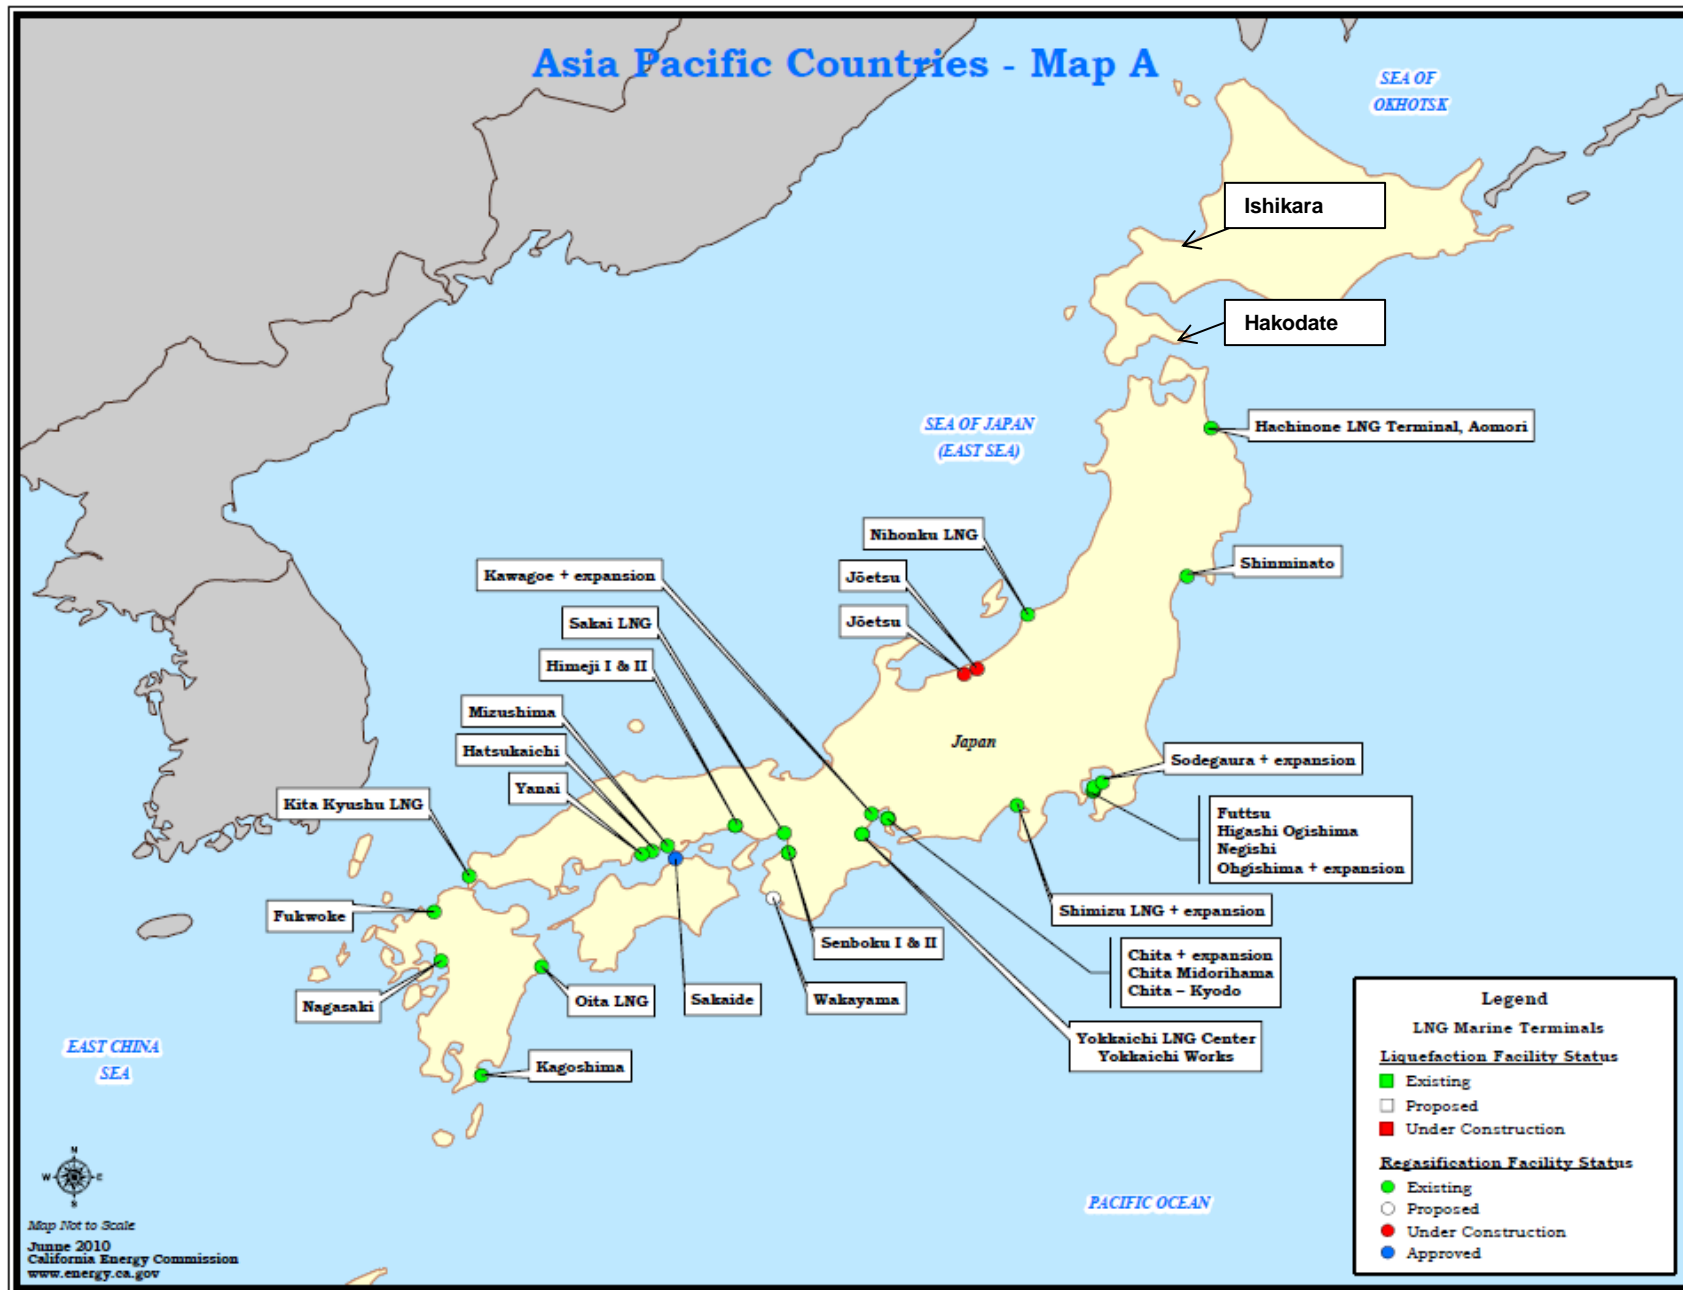 Asia Pacific Countries - Map A
SEA OF
OKHOTSK
Ishikara
Hakodate
SEA OF JAPAN
(EAST SEA)
Hachinone LNG Terminal, Aomori
Nihonku LNG
Shinminato
Kawagoe + expansion
Jōetsu
Sakai LNG
Jōetsu
Himeji I & II
Mizushima
Japan
Hatsukaichi
Sodegaura + expansion
Yanai
Kita Kyushu LNG
Futtsu
Higashi Ogishima
Negishi
Ohgishima + expansion
Fukwoke
Shimizu LNG + expansion
Senboku I & II
Chita + expansion
Chita Midorihama
Chita – Kyodo
Nagasaki
Oita LNG
Sakaide
Wakayama
Yokkaichi LNG Center
Yokkaichi Works
EAST CHINA
SEA
Kagoshima
PACIFIC OCEAN
Legend
LNG Marine Terminals
Liquefaction Facility Status
Existing
Proposed
Under Construction
Regasification Facility Status
Existing
Proposed
Under Construction
Approved
N
W E
S
Map Not to Scale
Junne 2010
California Energy Commission
www.energy.ca.gov